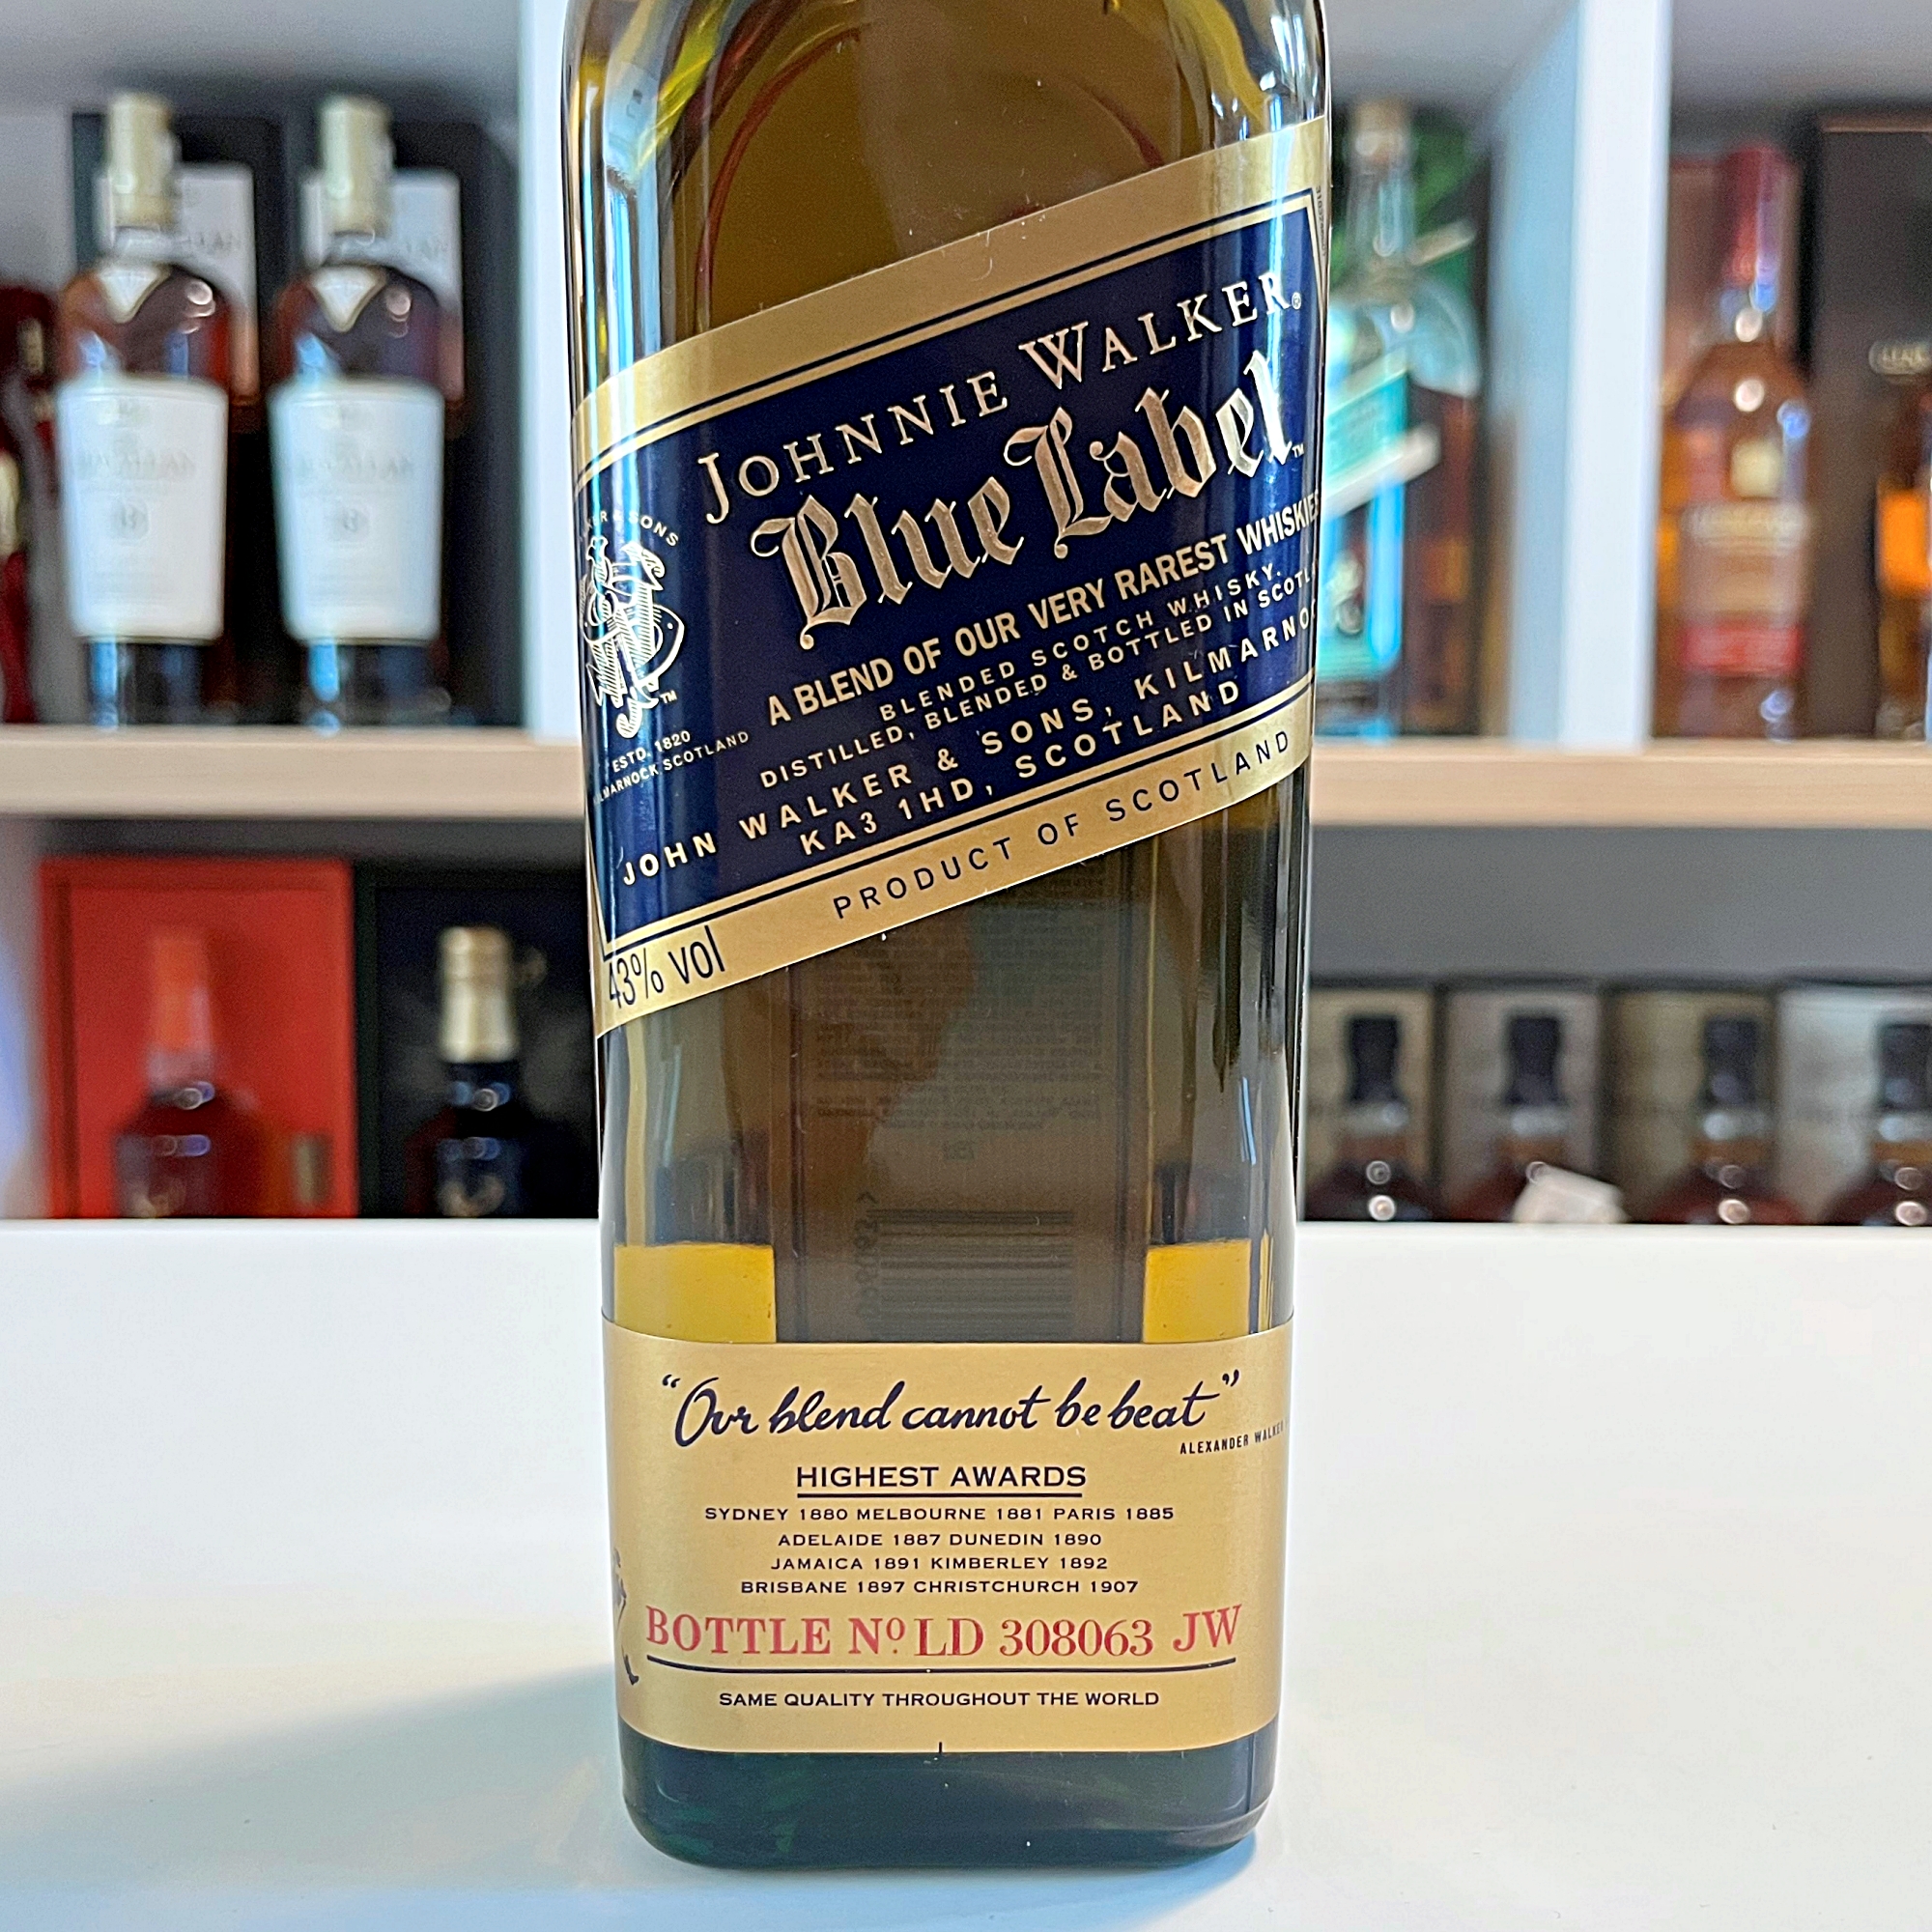 JOHNNIE WALKER®
Blue Label™
A BLEND OF OUR VERY RAREST WHISKIES
BLENDED SCOTCH WHISKY.
DISTILLED, BLENDED & BOTTLED IN
JOHN WALKER & SONS,
KA3 1HD, SCOTLAND
& SONS
TM
ESTD. 1820
SCOTLAND
PRODUCT OF SCOTLAND
43% vol
"Our blend cannot be beat"
ALEXANDER WALKER
HIGHEST AWARDS
SYDNEY 1880 MELBOURNE 1881 PARIS 1885
ADELAIDE 1887 DUNEDIN 1890
JAMAICA 1891 KIMBERLEY 1892
BRISBANE 1897 CHRISTCHURCH 1907
BOTTLE Nº LD 308063 JW
SAME QUALITY THROUGHOUT THE WORLD